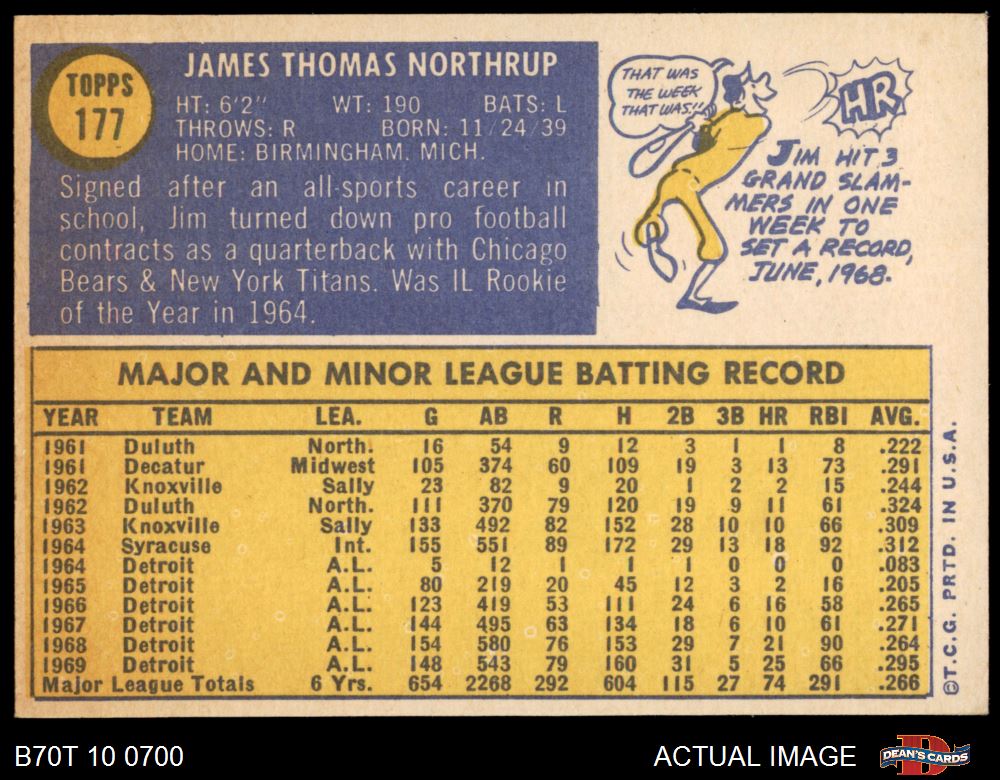 TOPPS
177
JAMES THOMAS NORTHRUP
HT: 6'2" WT: 190 BATS: L
THROWS: R BORN: 11/24/39
HOME: BIRMINGHAM, MICH.
Signed after an all-sports career in
school, Jim turned down pro football
contracts as a quarterback with Chicago
Bears & New York Titans. Was IL Rookie
of the Year in 1964.
THAT WAS
THE WEEK
THAT WAS!!
HR
JIM HIT 3
GRAND SLAM-
MERS IN ONE
WEEK TO
SET A RECORD,
JUNE, 1968.
MAJOR AND MINOR LEAGUE BATTING RECORD
YEAR TEAM LEA. G AB R H 2B 3B HR RBI AVG.
1961 Duluth North. 16 54 9 12 3 1 1 8 .222
1961 Decatur Midwest 105 374 60 109 19 3 13 73 .291
1962 Knoxville Sally 23 82 9 20 1 2 2 15 .244
1962 Duluth North. 111 370 79 120 19 9 11 61 .324
1963 Knoxville Sally 133 492 82 152 28 10 10 66 .309
1964 Syracuse Int. 155 551 89 172 29 13 18 92 .312
1964 Detroit A.L. 5 12 1 1 1 0 0 0 .083
1965 Detroit A.L. 80 219 20 45 12 3 2 16 .205
1966 Detroit A.L. 123 419 53 111 24 6 16 58 .265
1967 Detroit A.L. 144 495 63 134 18 6 10 61 .271
1968 Detroit A.L. 154 580 76 153 29 7 21 90 .264
1969 Detroit A.L. 148 543 79 160 31 5 25 66 .295
Major League Totals 6 Yrs. 654 2268 292 604 115 27 74 291 .266
©T.C.G. PRTD. IN U.S.A.
B70T 10 0700
ACTUAL IMAGE
DEAN'S CARDS